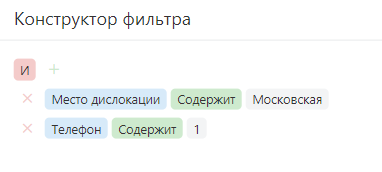 Конструктор фильтра
И +
× Место дислокации Содержит Московская
× Телефон Содержит 1